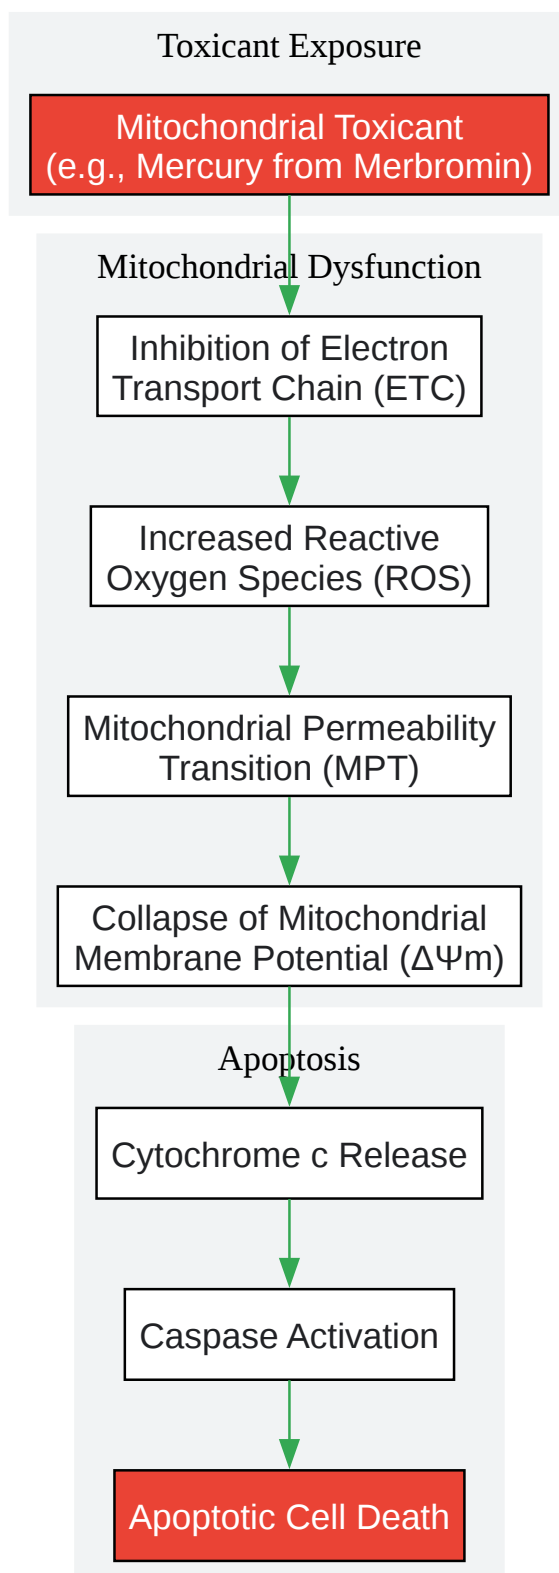 Toxicant Exposure
Mitochondrial Toxicant
(e.g., Mercury from Merbromin)
Mitochondrial Dysfunction
Inhibition of Electron
Transport Chain (ETC)
Increased Reactive
Oxygen Species (ROS)
Mitochondrial Permeability
Transition (MPT)
Collapse of Mitochondrial
Membrane Potential (ΔΨm)
Apoptosis
Cytochrome c Release
Caspase Activation
Apoptotic Cell Death